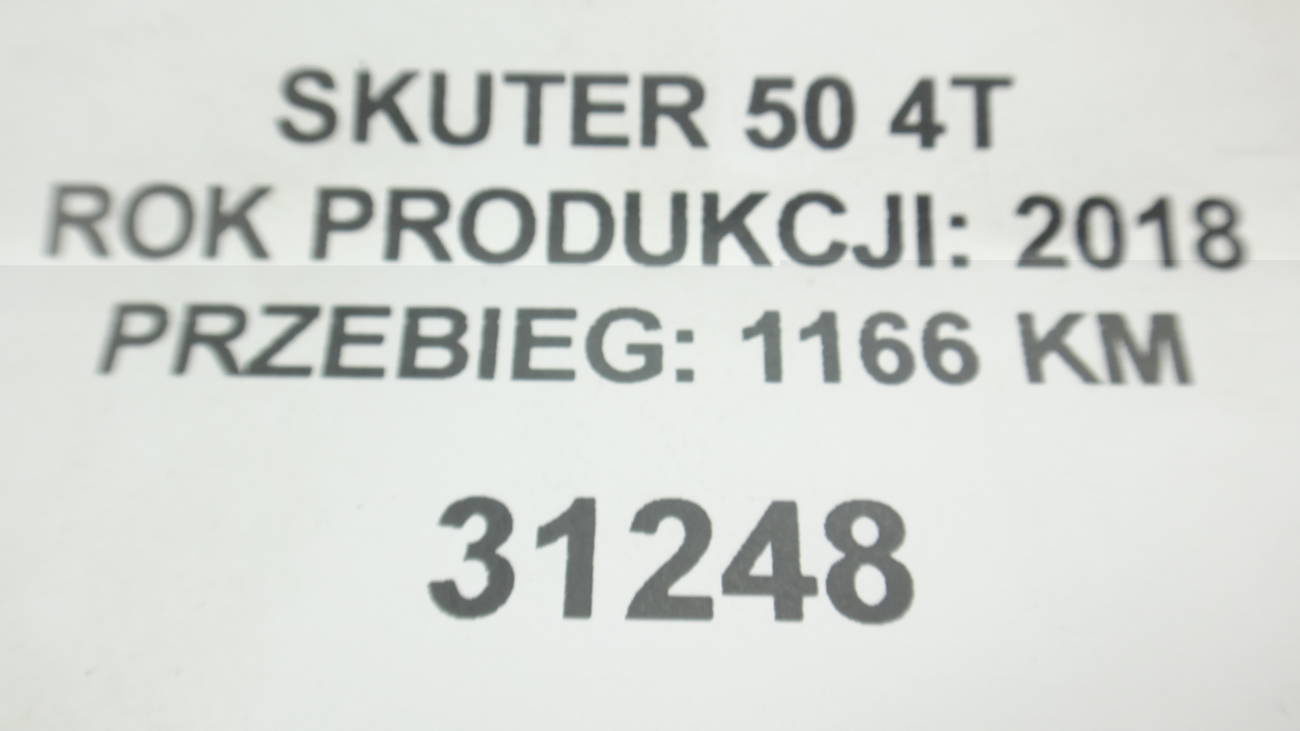 SKUTER 50 4T
ROK PRODUKCJI: 2018
PRZEBIEG: 1166 KM
31248